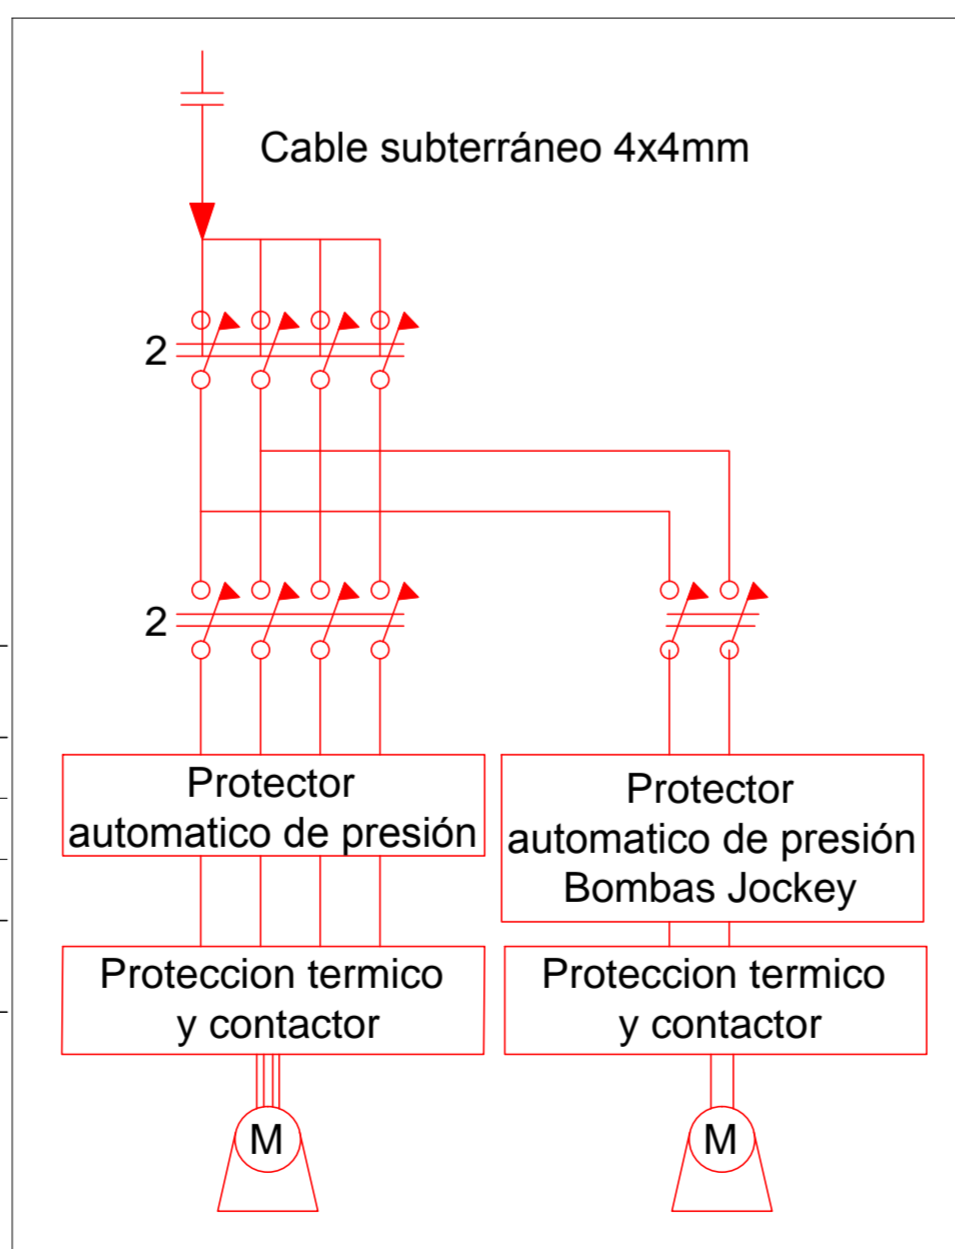 Cable subterráneo 4x4mm
2
2
Protector
automatico de presión
Protector
automatico de presión
Bombas Jockey
Proteccion termico
y contactor
Proteccion termico
y contactor
M
M